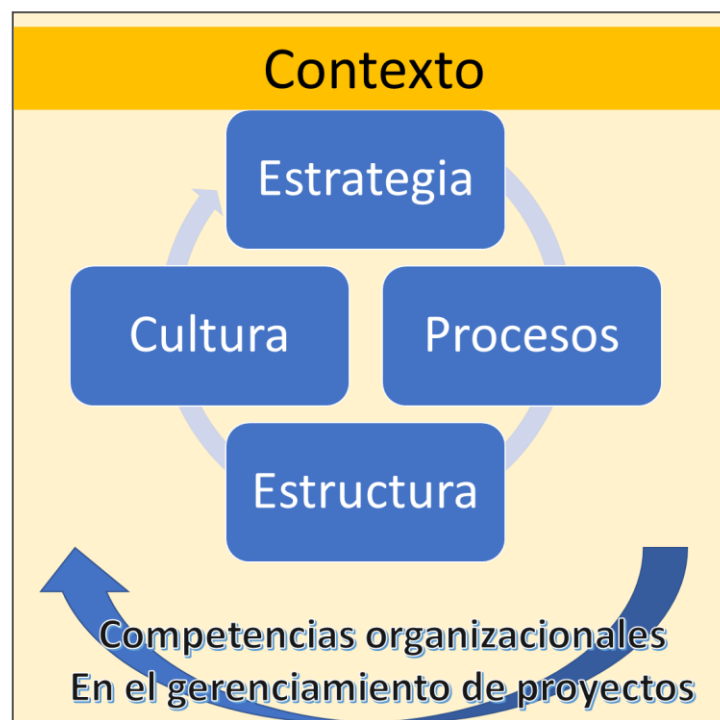 Contexto
Estrategia
Cultura
Procesos
Estructura
Competencias organizacionales
En el gerenciamiento de proyectos